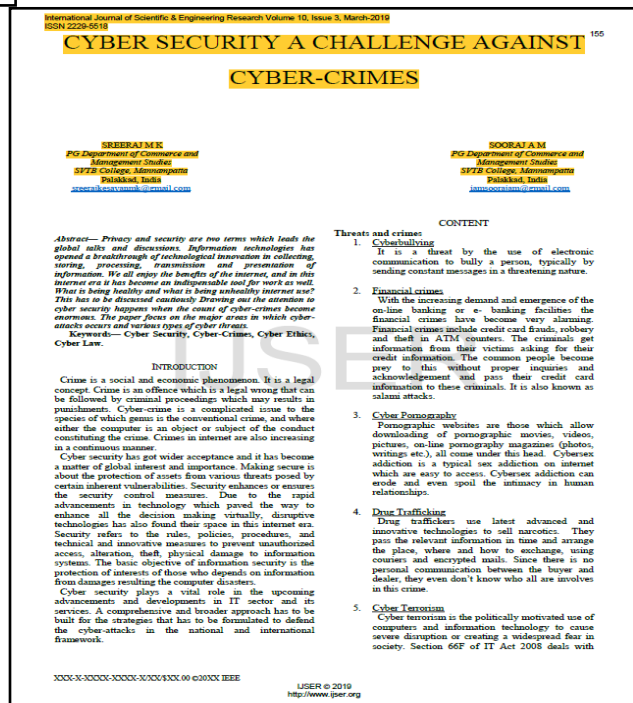 International Journal of Scientific & Engineering Research Volume 10, Issue 3, March-2019
ISSN 2229-5518
155
CYBER SECURITY A CHALLENGE AGAINST
CYBER-CRIMES
SREERAJ M K
PG Department of Commerce and
Management Studies
SVTB College, Mannampatta
Palakkad, India
sreerajkesavanmk@gmail.com
SOORAJ A M
PG Department of Commerce and
Management Studies
SVTB College, Mannampatta
Palakkad, India
iamsoorajam@gmail.com
Abstract— Privacy and security are two terms which leads the
global talks and discussions. Information technologies has
opened a breakthrough of technological innovation in collecting,
storing, processing, transmission and presentation of
information. We all enjoy the benefits of the internet, and in this
internet era it has become an indispensable tool for work as well.
What is being healthy and what is being unhealthy internet use?
This has to be discussed cautiously Drawing out the attention to
cyber security happens when the count of cyber-crimes become
enormous. The paper focus on the major areas in which cyber-
attacks occurs and various types of cyber threats.
Keywords— Cyber Security, Cyber-Crimes, Cyber Ethics,
Cyber Law.
INTRODUCTION
Crime is a social and economic phenomenon. It is a legal
concept. Crime is an offence which is a legal wrong that can
be followed by criminal proceedings which may results in
punishments. Cyber-crime is a complicated issue to the
species of which genus is the conventional crime, and where
either the computer is an object or subject of the conduct
constituting the crime. Crimes in internet are also increasing
in a continuous manner.
Cyber security has got wider acceptance and it has become
a matter of global interest and importance. Making secure is
about the protection of assets from various threats posed by
certain inherent vulnerabilities. Security enhances or ensures
the security control measures. Due to the rapid
advancements in technology which paved the way to
enhance all the decision making virtually, disruptive
technologies has also found their space in this internet era.
Security refers to the rules, policies, procedures, and
technical and innovative measures to prevent unauthorized
access, alteration, theft, physical damage to information
systems. The basic objective of information security is the
protection of interests of those who depends on information
from damages resulting the computer disasters.
Cyber security plays a vital role in the upcoming
advancements and developments in IT sector and its
services. A comprehensive and broader approach has to be
built for the strategies that has to be formulated to defend
the cyber-attacks in the national and international
framework.
CONTENT
Threats and crimes
1. Cyberbullying
It is a threat by the use of electronic
communication to bully a person, typically by
sending constant messages in a threatening nature.
2. Financial crimes
With the increasing demand and emergence of the
on-line banking or e- banking facilities the
financial crimes have become very alarming.
Financial crimes include credit card frauds, robbery
and theft in ATM counters. The criminals get
information from their victims asking for their
credit information. The common people become
prey to this without proper inquiries and
acknowledgement and pass their credit card
information to these criminals. It is also known as
salami attacks.
3. Cyber Pornography
Pornographic websites are those which allow
downloading of pornographic movies, videos,
pictures, on-line pornography magazines (photos,
writings etc.), all come under this head. Cybersex
addiction is a typical sex addiction on internet
which are easy to access. Cybersex addiction can
erode and even spoil the intimacy in human
relationships.
4. Drug Trafficking
Drug traffickers use latest advanced and
innovative technologies to sell narcotics. They
pass the relevant information in time and arrange
the place, where and how to exchange, using
couriers and encrypted mails. Since there is no
personal communication between the buyer and
dealer, they even don't know who all are involves
in this crime.
5. Cyber Terrorism
Cyber terrorism is the politically motivated use of
computers and information technology to cause
severe disruption or creating a widespread fear in
society. Section 66F of IT Act 2008 deals with
IJSER
XXX-X-XXXX-XXXX-X/XX/$XX.00 ©20XX IEEE
IJSER © 2019
http://www.ijser.org